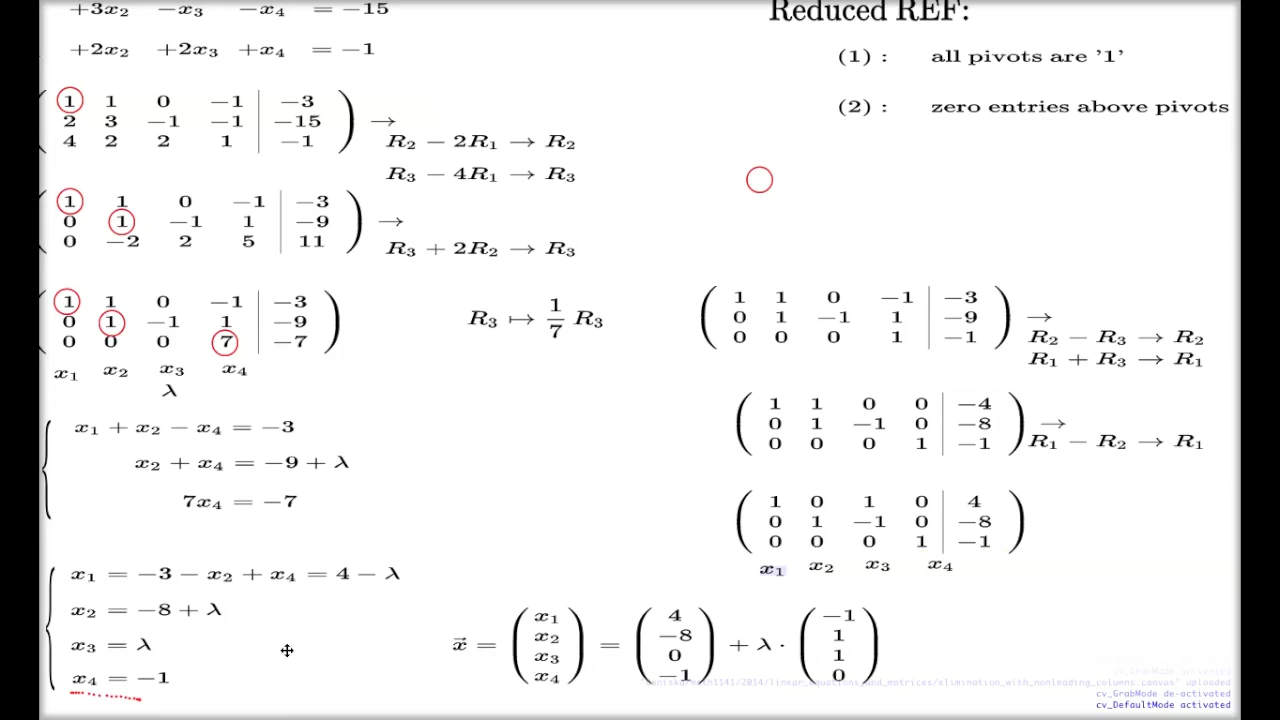 +3x₂ −x₃ −x₄ = −15
+2x₂ +2x₃ +x₄ = −1
1 1 0 −1 | −3
2 3 −1 −1 | −15
4 2 2 1 | −1
→
R₂ − 2R₁ → R₂
R₃ − 4R₁ → R₃
1 1 0 −1 | −3
0 1 −1 1 | −9
0 −2 2 5 | 11
→
R₃ + 2R₂ → R₃
1 1 0 −1 | −3
0 1 −1 1 | −9
0 0 0 7 | −7
x₁ x₂ x₃ x₄
λ
R₃ ↦ 1/7 R₃
x₁ + x₂ − x₄ = −3
x₂ + x₄ = −9 + λ
7x₄ = −7
x₁ = −3 − x₂ + x₄ = 4 − λ
x₂ = −8 + λ
x₃ = λ
x₄ = −1
Reduced REF:
(1) : all pivots are '1'
(2) : zero entries above pivots
1 1 0 −1 | −3
0 1 −1 1 | −9
0 0 0 1 | −1
→
R₂ − R₃ → R₂
R₁ + R₃ → R₁
1 1 0 0 | −4
0 1 −1 0 | −8
0 0 0 1 | −1
→
R₁ − R₂ → R₁
1 0 1 0 | 4
0 1 −1 0 | −8
0 0 0 1 | −1
x₁ x₂ x₃ x₄
x⃗ = ( x₁ x₂ x₃ x₄ ) = ( 4 −8 0 −1 ) + λ · ( −1 1 1 0 )
cv_GrabMode activated
/2014/linear_equations_and_matrices/elimination_with_nonleading_columns.canvas' uploaded
cv_GrabMode de-activated
cv_DefaultMode activated